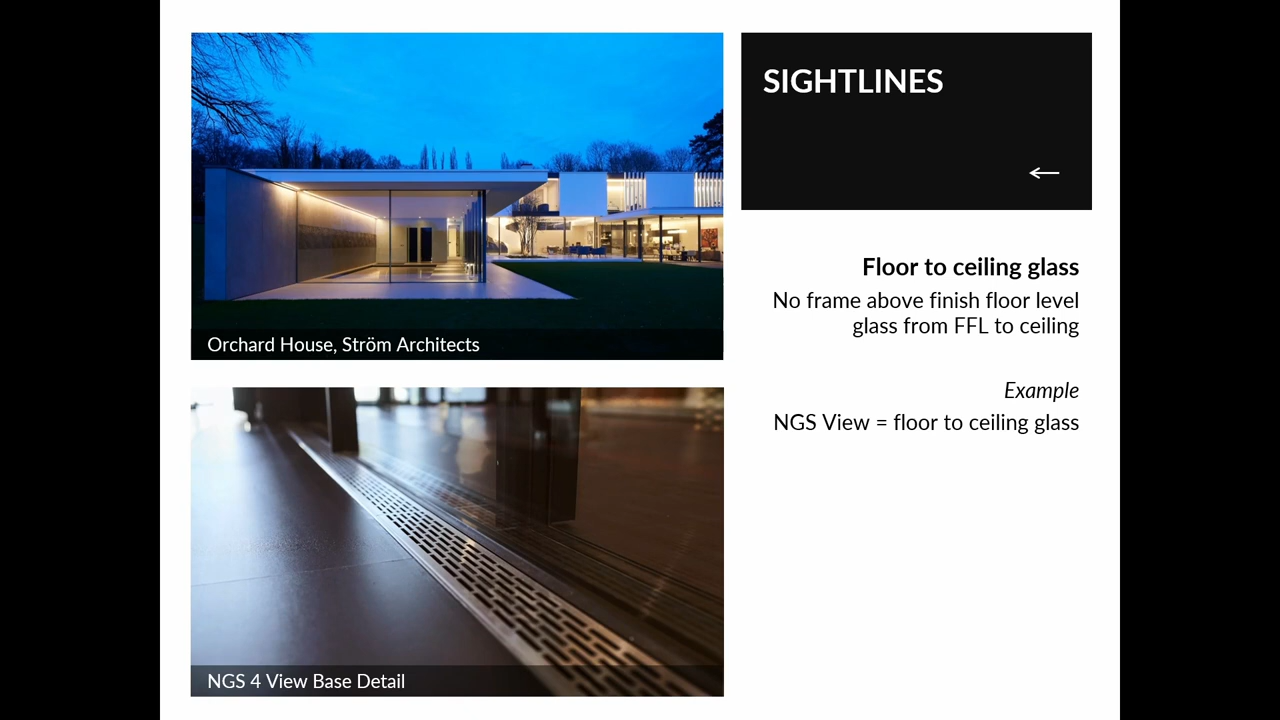 SIGHTLINES
Orchard House, Ström Architects
Floor to ceiling glass
No frame above finish floor level
glass from FFL to ceiling
Example
NGS View = floor to ceiling glass
NGS 4 View Base Detail